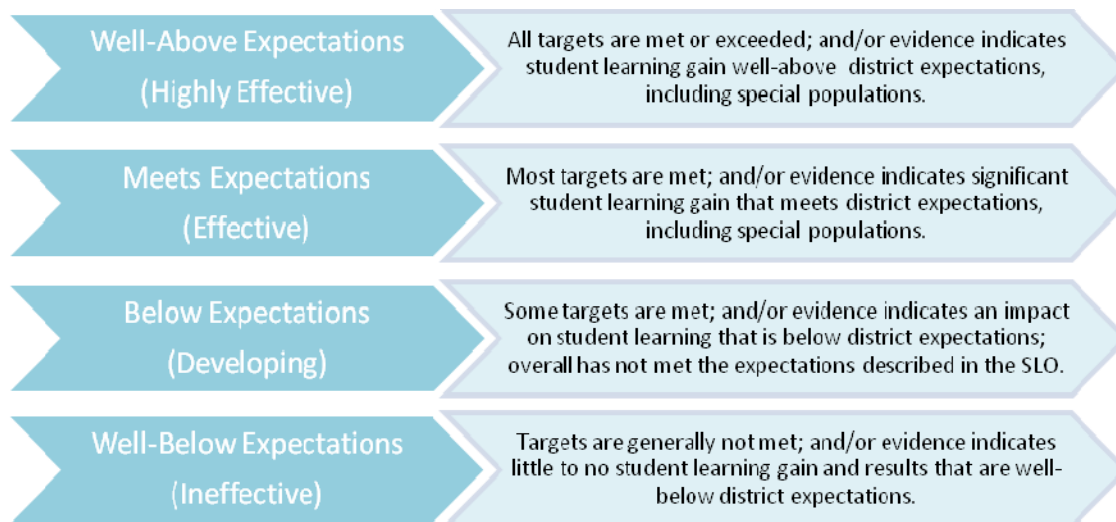 Well-Above Expectations
(Highly Effective)
All targets are met or exceeded; and/or evidence indicates
student learning gain well-above district expectations,
including special populations.
Meets Expectations
(Effective)
Most targets are met; and/or evidence indicates significant
student learning gain that meets district expectations,
including special populations.
Below Expectations
(Developing)
Some targets are met; and/or evidence indicates an impact
on student learning that is below district expectations;
overall has not met the expectations described in the SLO.
Well-Below Expectations
(Ineffective)
Targets are generally not met; and/or evidence indicates
little to no student learning gain and results that are well-
below district expectations.